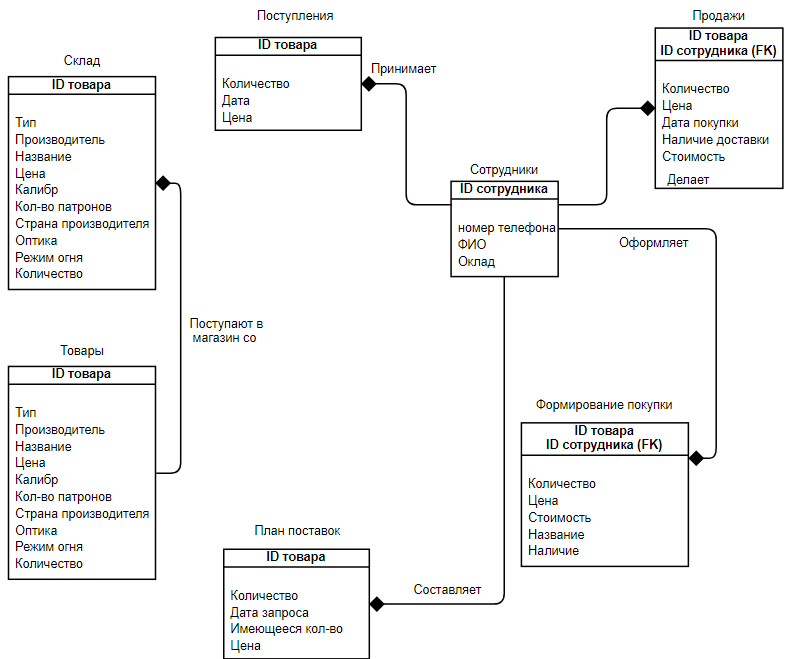 Поступления
ID товара
Количество
Дата
Цена
Принимает
Продажи
ID товара
ID сотрудника (FK)
Количество
Цена
Дата покупки
Наличие доставки
Стоимость
Делает
Склад
ID товара
Тип
Производитель
Название
Цена
Калибр
Кол-во патронов
Страна производителя
Оптика
Режим огня
Количество
Сотрудники
ID сотрудника
номер телефона
ФИО
Оклад
Оформляет
Поступают в
магазин со
Товары
ID товара
Тип
Производитель
Название
Цена
Калибр
Кол-во патронов
Страна производителя
Оптика
Режим огня
Количество
Формирование покупки
ID товара
ID сотрудника (FK)
Количество
Цена
Стоимость
Название
Наличие
План поставок
ID товара
Количество
Дата запроса
Имеющееся кол-во
Цена
Составляет